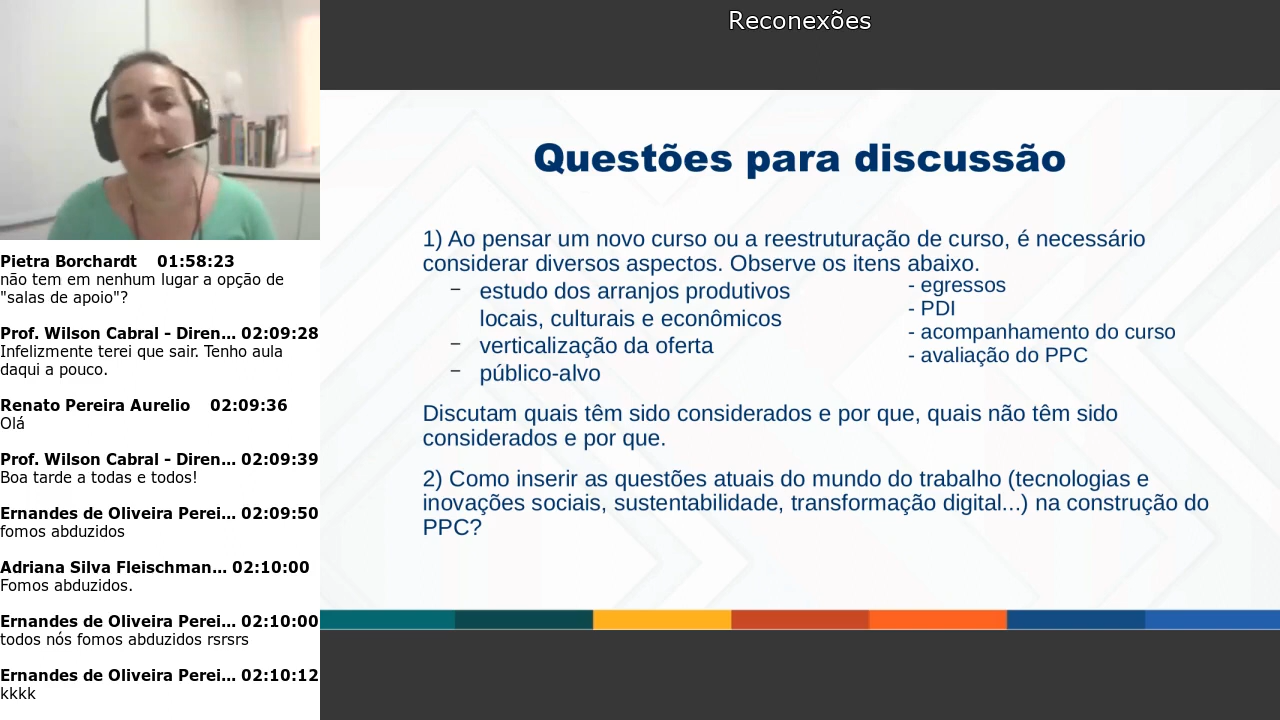 Reconexões
Questões para discussão
1) Ao pensar um novo curso ou a reestruturação de curso, é necessário
considerar diversos aspectos. Observe os itens abaixo.
– estudo dos arranjos produtivos
locais, culturais e econômicos
– verticalização da oferta
– público-alvo
- egressos
- PDI
- acompanhamento do curso
- avaliação do PPC
Discutam quais têm sido considerados e por que, quais não têm sido
considerados e por que.
2) Como inserir as questões atuais do mundo do trabalho (tecnologias e
inovações sociais, sustentabilidade, transformação digital...) na construção do
PPC?
Pietra Borchardt 01:58:23
não tem em nenhum lugar a opção de
"salas de apoio"?
Prof. Wilson Cabral - Diren... 02:09:28
Infelizmente terei que sair. Tenho aula
daqui a pouco.
Renato Pereira Aurelio 02:09:36
Olá
Prof. Wilson Cabral - Diren... 02:09:39
Boa tarde a todas e todos!
Ernandes de Oliveira Perei... 02:09:50
fomos abduzidos
Adriana Silva Fleischman... 02:10:00
Fomos abduzidos.
Ernandes de Oliveira Perei... 02:10:00
todos nós fomos abduzidos rsrsrs
Ernandes de Oliveira Perei... 02:10:12
kkkk